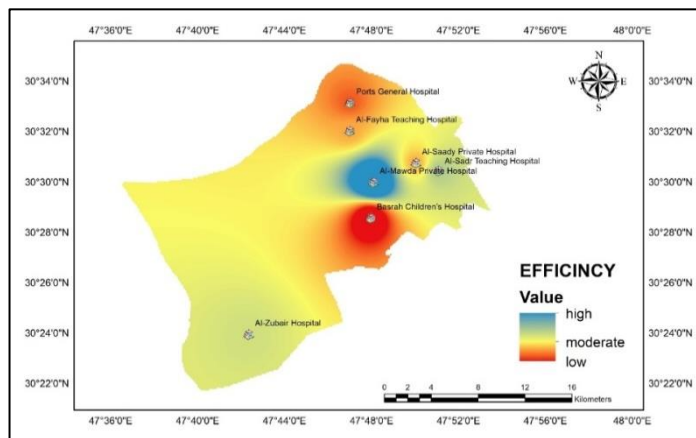 47°36'0"E 47°40'0"E 47°44'0"E 47°48'0"E 47°52'0"E 47°56'0"E 48°0'0"E
N
W E
S
30°34'0"N 30°34'0"N
Ports General Hospital
30°32'0"N 30°32'0"N
Al-Fayha Teaching Hospital
Al-Saady Private Hospital
Al-Sadr Teaching Hospital
Al-Mawda Private Hospital
30°30'0"N 30°30'0"N
Basrah Children's Hospital
30°28'0"N 30°28'0"N
30°26'0"N 30°26'0"N
Al-Zubair Hospital
30°24'0"N 30°24'0"N
30°22'0"N 30°22'0"N
EFFICINCY
Value
high
moderate
low
0 2 4 8 12 16
Kilometers
47°36'0"E 47°40'0"E 47°44'0"E 47°48'0"E 47°52'0"E 47°56'0"E 48°0'0"E